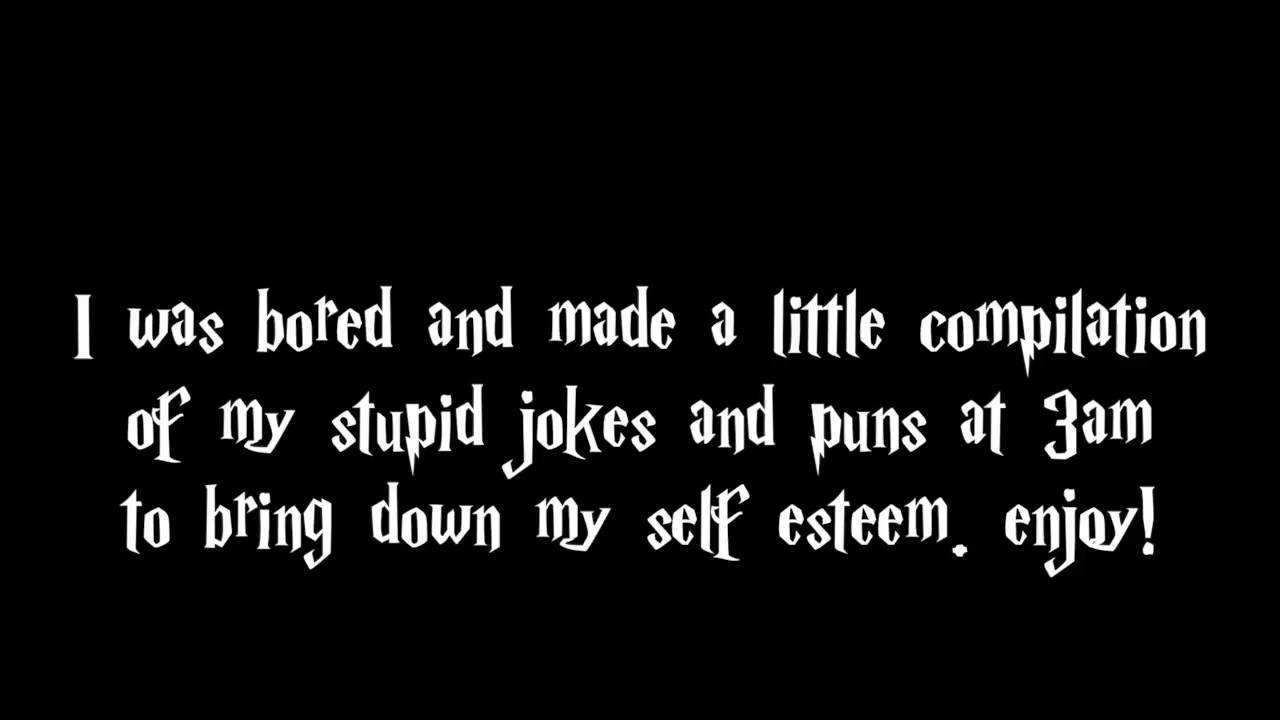 I was bored and made a little compilation
of my stupid jokes and puns at 3am
to bring down my self esteem. enjoy!